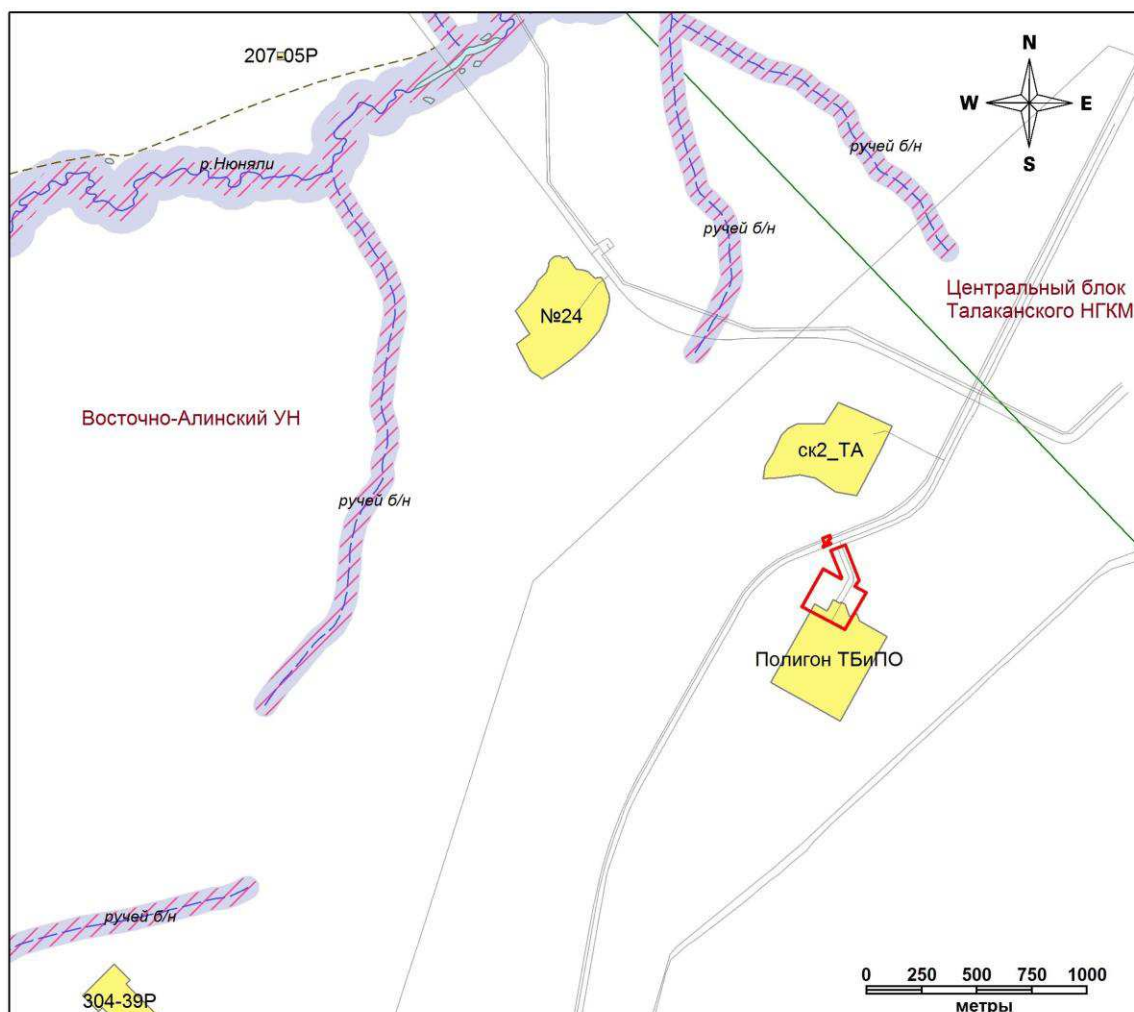 207-05Р
N
W E
S
ручей б/н
р.Нюняли
ручей б/н
Центральный блок
Талаканского НГКМ
№24
Восточно-Алинский УН
ск2_ТА
ручей б/н
Полигон ТБиПО
ручей б/н
304-39Р
0 250 500 750 1000
метры